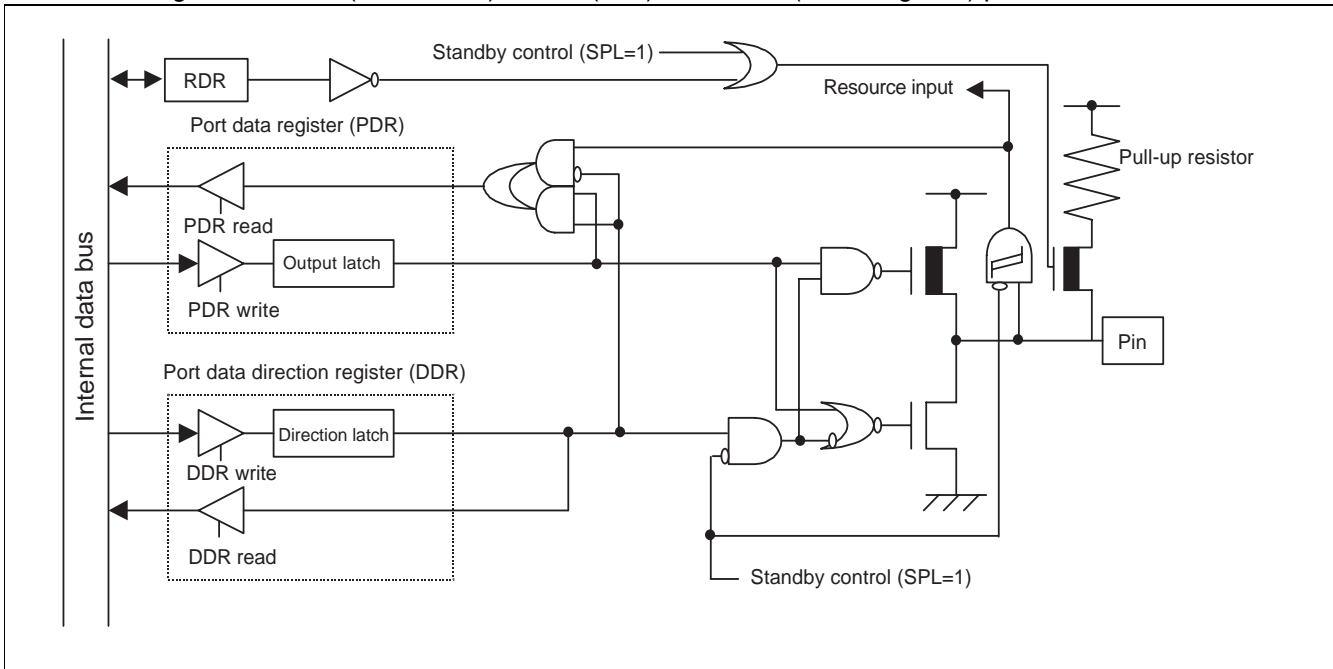 Standby control (SPL=1)
RDR
Resource input
Port data register (PDR)
Pull-up resistor
PDR read
Output latch
PDR write
Internal data bus
Pin
Port data direction register (DDR)
Direction latch
DDR write
DDR read
Standby control (SPL=1)